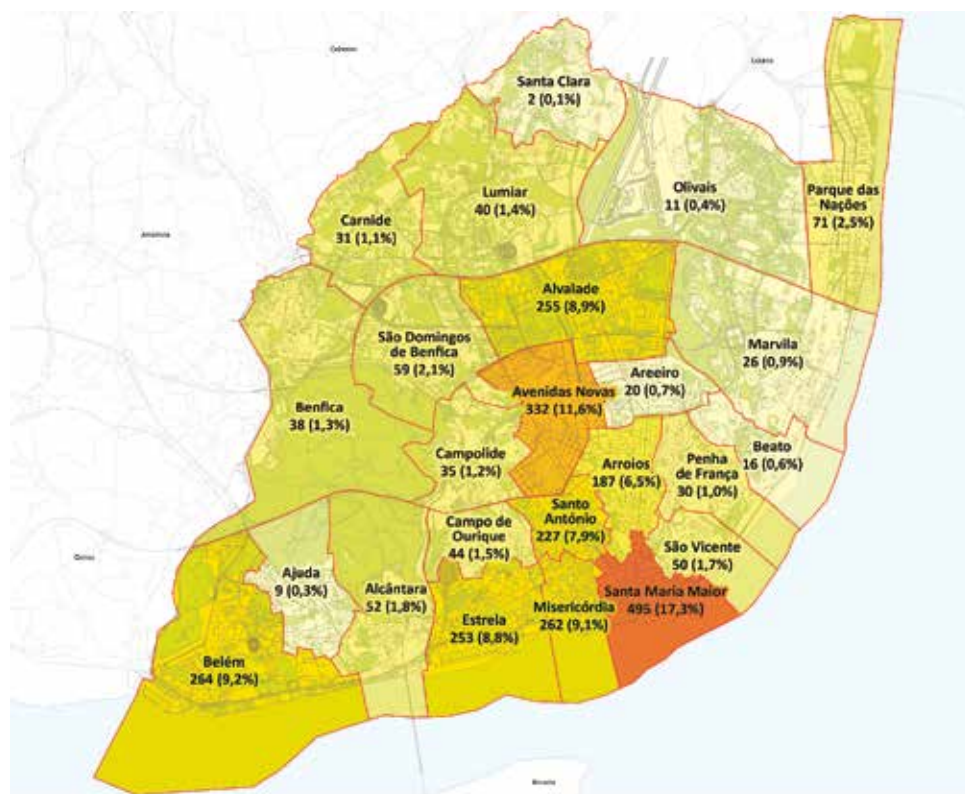 Santa Clara
2 (0,1%)
Lumiar
40 (1,4%)
Olivais
11 (0,4%)
Parque das
Nações
71 (2,5%)
Carnide
31 (1,1%)
Alvalade
255 (8,9%)
São Domingos
de Benfica
59 (2,1%)
Marvila
26 (0,9%)
Avenidas Novas
332 (11,6%)
Areeiro
20 (0,7%)
Benfica
38 (1,3%)
Campolide
35 (1,2%)
Arroios
187 (6,5%)
Penha
de França
30 (1,0%)
Beato
16 (0,6%)
Santo
António
227 (7,9%)
Campo de
Ourique
44 (1,5%)
São Vicente
50 (1,7%)
Ajuda
9 (0,3%)
Alcântara
52 (1,8%)
Santa Maria Maior
495 (17,3%)
Misericórdia
262 (9,1%)
Estrela
253 (8,8%)
Belém
264 (9,2%)